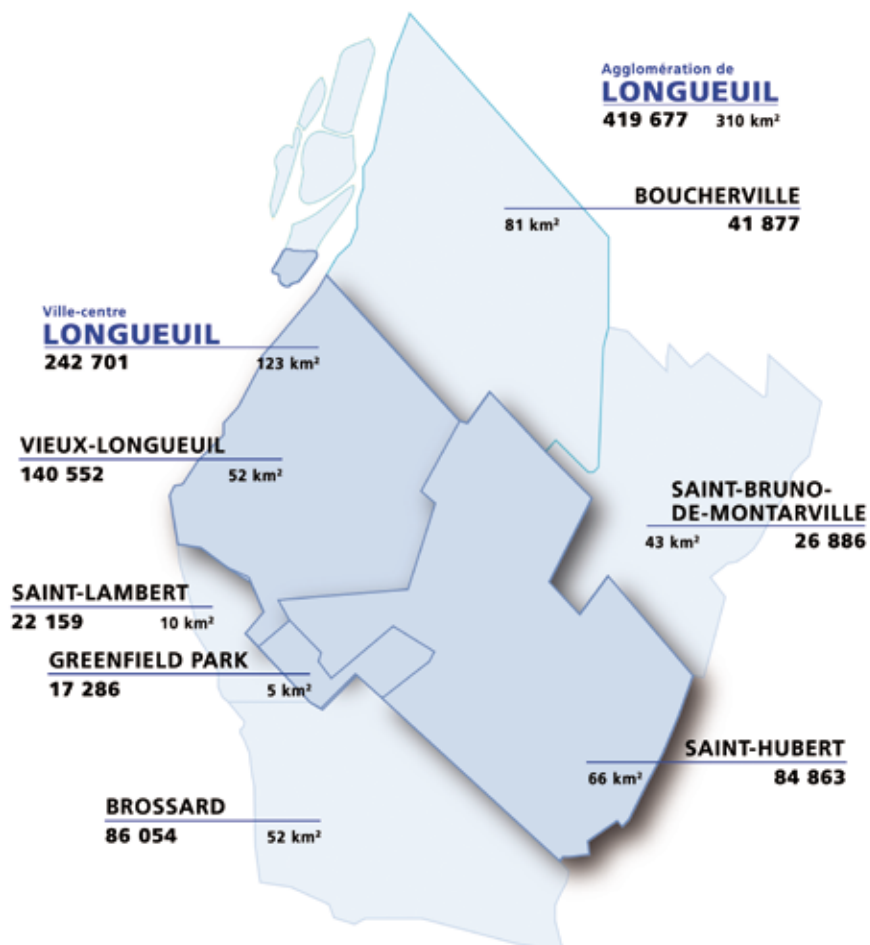 Agglomération de
LONGUEUIL
419 677 310 km²
BOUCHERVILLE
81 km² 41 877
Ville-centre
LONGUEUIL
242 701 123 km²
VIEUX-LONGUEUIL
140 552 52 km²
SAINT-BRUNO-
DE-MONTARVILLE
43 km² 26 886
SAINT-LAMBERT
22 159 10 km²
GREENFIELD PARK
17 286 5 km²
SAINT-HUBERT
66 km² 84 863
BROSSARD
86 054 52 km²